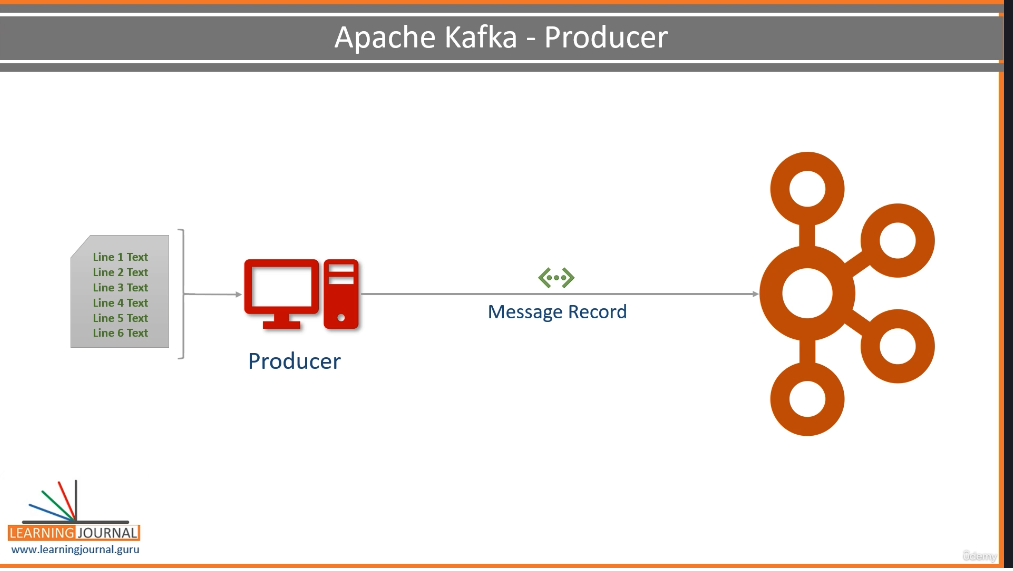 Apache Kafka - Producer
Line 1 Text
Line 2 Text
Line 3 Text
Line 4 Text
Line 5 Text
Line 6 Text
Message Record
Producer
LEARNING JOURNAL
www.learningjournal.guru
ûdemy